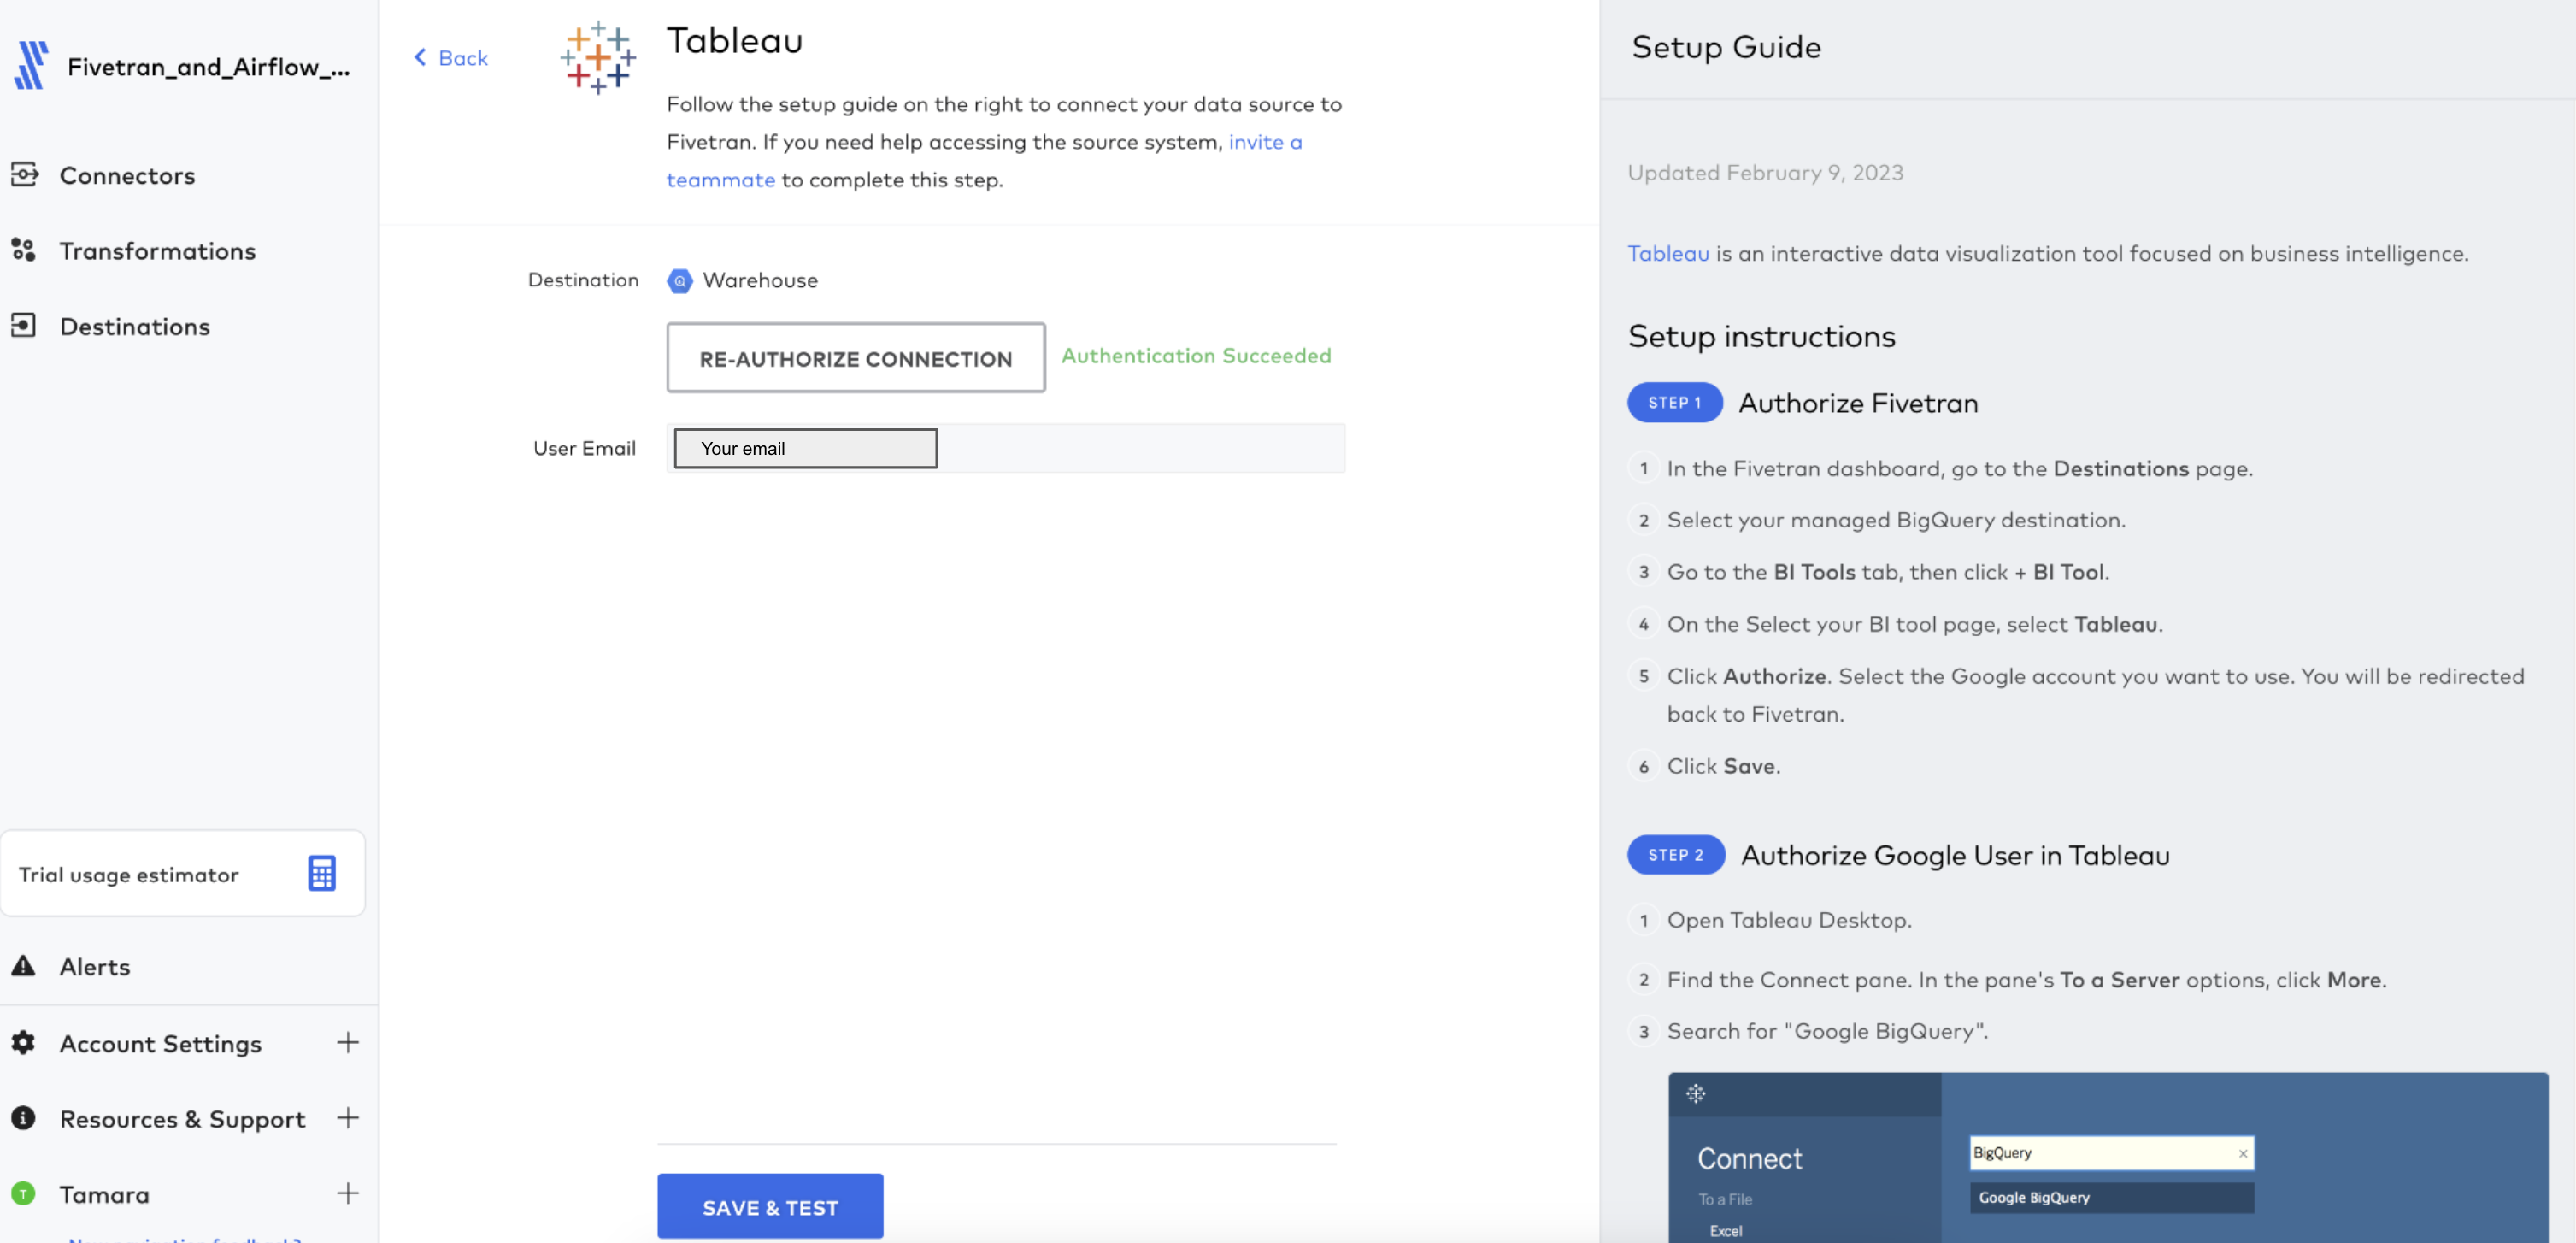 Fivetran_and_Airflow_...
Connectors
Transformations
Destinations
Trial usage estimator
Alerts
Account Settings
Resources & Support
T
Tamara
Back
Tableau
Follow the setup guide on the right to connect your data source to
Fivetran. If you need help accessing the source system, invite a
teammate to complete this step.
Destination
Warehouse
RE-AUTHORIZE CONNECTION
Authentication Succeeded
User Email
Your email
SAVE & TEST
Setup Guide
Updated February 9, 2023
Tableau is an interactive data visualization tool focused on business intelligence.
Setup instructions
STEP 1 Authorize Fivetran
1 In the Fivetran dashboard, go to the Destinations page.
2 Select your managed BigQuery destination.
3 Go to the BI Tools tab, then click + BI Tool.
4 On the Select your BI tool page, select Tableau.
5 Click Authorize. Select the Google account you want to use. You will be redirected
back to Fivetran.
6 Click Save.
STEP 2 Authorize Google User in Tableau
1 Open Tableau Desktop.
2 Find the Connect pane. In the pane's To a Server options, click More.
3 Search for "Google BigQuery".
Connect
To a File
Excel
BigQuery
Google BigQuery